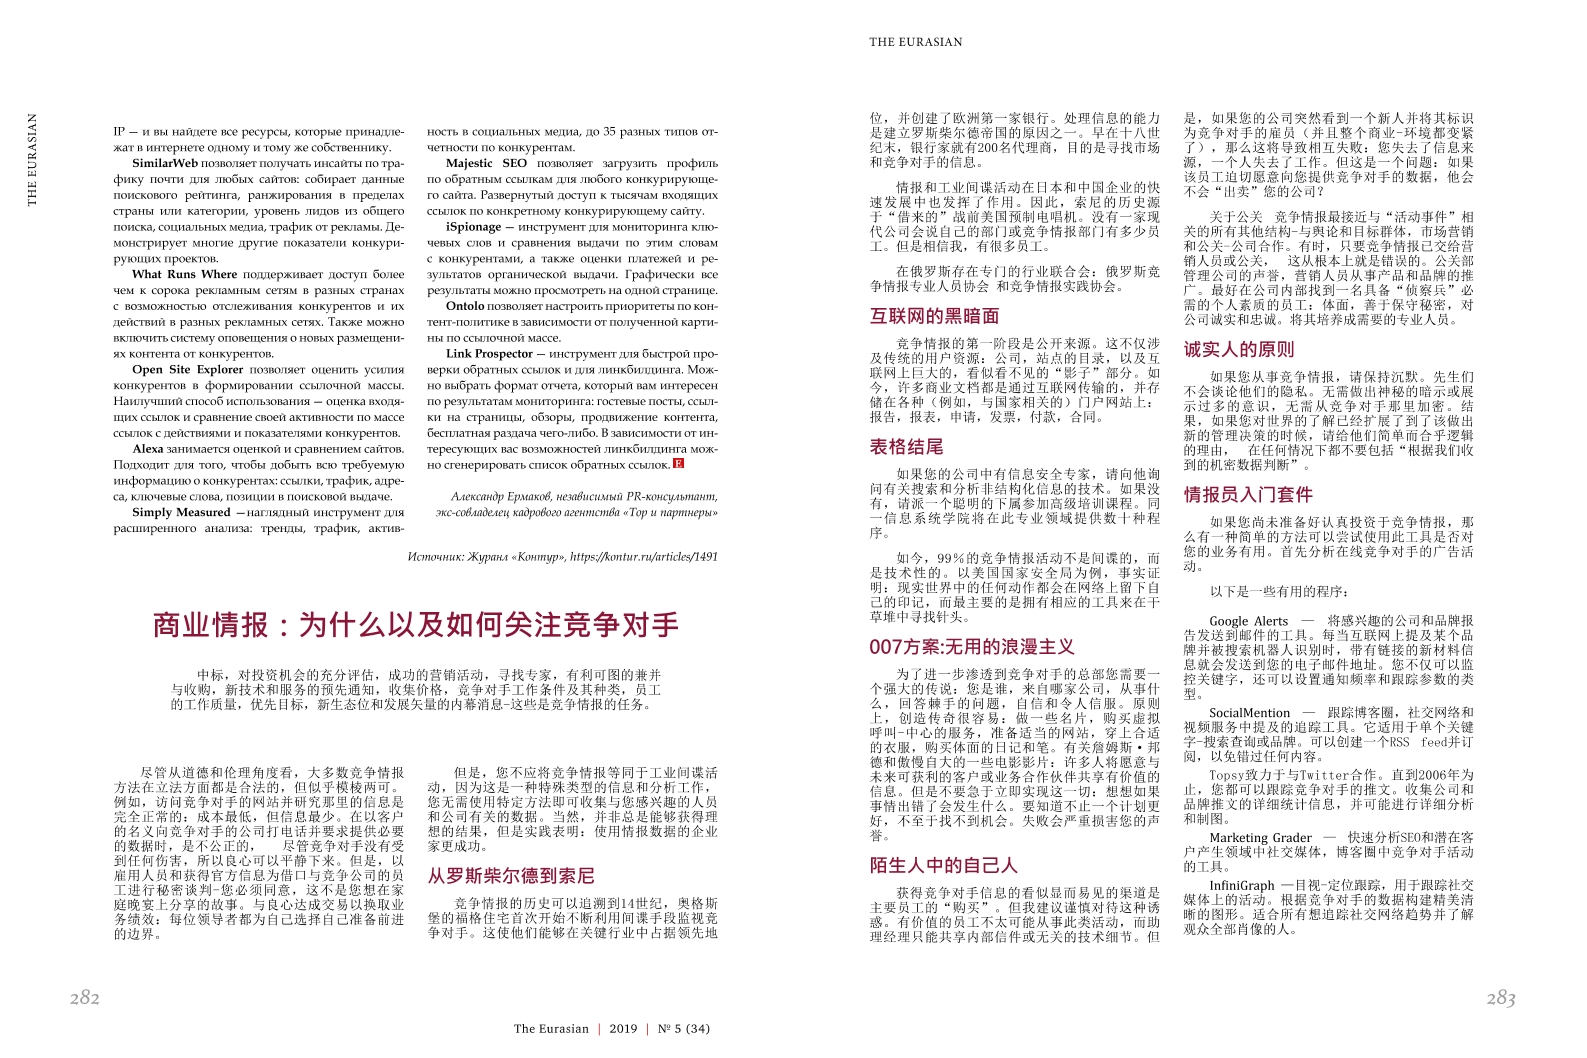 THE EURASIAN
IP — и вы найдете все ресурсы, которые принадле-
жат в интернете одному и тому же собственнику.
SimilarWeb позволяет получать инсайты по тра-
фику почти для любых сайтов: собирает данные
поискового рейтинга, ранжирования в пределах
страны или категории, уровень лидов из общего
поиска, социальных медиа, трафик от рекламы. Де-
монстрирует многие другие показатели конкури-
рующих проектов.
What Runs Where поддерживает доступ более
чем к сорока рекламным сетям в разных странах
с возможностью отслеживания конкурентов и их
действий в разных рекламных сетях. Также можно
включить систему оповещения о новых размещени-
ях контента от конкурентов.
Open Site Explorer позволяет оценить усилия
конкурентов в формировании ссылочной массы.
Наилучший способ использования — оценка входя-
щих ссылок и сравнение своей активности по массе
ссылок с действиями и показателями конкурентов.
Alexa занимается оценкой и сравнением сайтов.
Подходит для того, чтобы добыть всю требуемую
информацию о конкурентах: ссылки, трафик, адре-
са, ключевые слова, позиции в поисковой выдаче.
Simply Measured —наглядный инструмент для
расширенного анализа: тренды, трафик, актив-
ность в социальных медиа, до 35 разных типов от-
четности по конкурентам.
Majestic SEO позволяет загрузить профиль
по обратным ссылкам для любого конкурирующе-
го сайта. Развернутый доступ к тысячам входящих
ссылок по конкретному конкурирующему сайту.
iSpionage — инструмент для мониторинга клю-
чевых слов и сравнения выдачи по этим словам
с конкурентами, а также оценки платежей и ре-
зультатов органической выдачи. Графически все
результаты можно просмотреть на одной странице.
Ontolo позволяет настроить приоритеты по кон-
тент-политике в зависимости от полученной карти-
ны по ссылочной массе.
Link Prospector — инструмент для быстрой про-
верки обратных ссылок и для линкбилдинга. Мож-
но выбрать формат отчета, который вам интересен
по результатам мониторинга: гостевые посты, ссыл-
ки на страницы, обзоры, продвижение контента,
бесплатная раздача чего-либо. В зависимости от ин-
тересующих вас возможностей линкбилдинга мож-
но сгенерировать список обратных ссылок. E
Александр Ермаков, независимый PR-консультант,
экс-совладелец кадрового агентства «Тор и партнеры»
Источник: Журанл «Контур», https://kontur.ru/articles/1491
商业情报：为什么以及如何关注竞争对手
中标，对投资机会的充分评估，成功的营销活动，寻找专家，有利可图的兼并
与收购，新技术和服务的预先通知，收集价格，竞争对手工作条件及其种类，员工
的工作质量，优先目标，新生态位和发展矢量的内幕消息-这些是竞争情报的任务。
尽管从道德和伦理角度看，大多数竞争情报
方法在立法方面都是合法的，但似乎模棱两可。
例如，访问竞争对手的网站并研究那里的信息是
完全正常的：成本最低，但信息最少。在以客户
的名义向竞争对手的公司打电话并要求提供必要
的数据时，是不公正的， 尽管竞争对手没有受
到任何伤害，所以良心可以平静下来。但是，以
雇用人员和获得官方信息为借口与竞争公司的员
工进行秘密谈判-您必须同意，这不是您想在家
庭晚宴上分享的故事。与良心达成交易以换取业
务绩效：每位领导者都为自己选择自己准备前进
的边界。
但是，您不应将竞争情报等同于工业间谍活
动，因为这是一种特殊类型的信息和分析工作，
您无需使用特定方法即可收集与您感兴趣的人员
和公司有关的数据。当然，并非总是能够获得理
想的结果，但是实践表明：使用情报数据的企业
家更成功。
从罗斯柴尔德到索尼
竞争情报的历史可以追溯到14世纪，奥格斯
堡的福格住宅首次开始不断利用间谍手段监视竞
争对手。这使他们能够在关键行业中占据领先地
282
The Eurasian | 2019 | № 5 (34)
THE EURASIAN
位，并创建了欧洲第一家银行。处理信息的能力
是建立罗斯柴尔德帝国的原因之一。早在十八世
纪末，银行家就有200名代理商，目的是寻找市场
和竞争对手的信息。
情报和工业间谍活动在日本和中国企业的快
速发展中也发挥了作用。因此，索尼的历史源
于“借来的”战前美国预制电唱机。没有一家现
代公司会说自己的部门或竞争情报部门有多少员
工。但是相信我，有很多员工。
在俄罗斯存在专门的行业联合会：俄罗斯竞
争情报专业人员协会 和竞争情报实践协会。
互联网的黑暗面
竞争情报的第一阶段是公开来源。这不仅涉
及传统的用户资源：公司，站点的目录，以及互
联网上巨大的，看似看不见的“影子”部分。如
今，许多商业文档都是通过互联网传输的，并存
储在各种（例如，与国家相关的）门户网站上：
报告，报表，申请，发票，付款，合同。
表格结尾
如果您的公司中有信息安全专家，请向他询
问有关搜索和分析非结构化信息的技术。如果没
有，请派一个聪明的下属参加高级培训课程。同
一信息系统学院将在此专业领域提供数十种程
序。
如今，99%的竞争情报活动不是间谍的，而
是技术性的。以美国国家安全局为例，事实证
明：现实世界中的任何动作都会在网络上留下自
己的印记，而最主要的是拥有相应的工具来在干
草堆中寻找针头。
007方案:无用的浪漫主义
为了进一步渗透到竞争对手的总部您需要一
个强大的传说：您是谁，来自哪家公司，从事什
么，回答棘手的问题，自信和令人信服。原则
上，创造传奇很容易：做一些名片，购买虚拟
呼叫-中心的服务，准备适当的网站，穿上合适
的衣服，购买体面的日记和笔。有关詹姆斯·邦
德和傲慢自大的一些电影影片：许多人将愿意与
未来可获利的客户或业务合作伙伴共享有价值的
信息。但是不要急于立即实现这一切：想想如果
事情出错了会发生什么。要知道不止一个计划更
好，不至于找不到机会。失败会严重损害您的声
誉。
陌生人中的自己人
获得竞争对手信息的看似显而易见的渠道是
主要员工的“购买”。但我建议谨慎对待这种诱
惑。有价值的员工不太可能从事此类活动，而助
理经理只能共享内部信件或无关的技术细节。但
是，如果您的公司突然看到一个新人并将其标识
为竞争对手的雇员（并且整个商业-环境都变紧
了），那么这将导致相互失败：您失去了信息来
源，一个人失去了工作。但这是一个问题：如果
该员工迫切愿意向您提供竞争对手的数据，他会
不会“出卖”您的公司？
关于公关 竞争情报最接近与“活动事件”相
关的所有其他结构-与舆论和目标群体，市场营销
和公关-公司合作。有时，只要竞争情报已交给营
销人员或公关， 这从根本上就是错误的。公关部
管理公司的声誉，营销人员从事产品和品牌的推
广。最好在公司内部找到一名具备“侦察兵”必
需的个人素质的员工：体面，善于保守秘密，对
公司诚实和忠诚。将其培养成需要的专业人员。
诚实人的原则
如果您从事竞争情报，请保持沉默。先生们
不会谈论他们的隐私。无需做出神秘的暗示或展
示过多的意识，无需从竞争对手那里加密。结
果，如果您对世界的了解已经扩展了到了该做出
新的管理决策的时候，请给他们简单而合乎逻辑
的理由， 在任何情况下都不要包括“根据我们收
到的机密数据判断”。
情报员入门套件
如果您尚未准备好认真投资于竞争情报，那
么有一种简单的方法可以尝试使用此工具是否对
您的业务有用。首先分析在线竞争对手的广告活
动。
以下是一些有用的程序：
Google Alerts — 将感兴趣的公司和品牌报
告发送到邮件的工具。每当互联网上提及某个品
牌并被搜索机器人识别时，带有链接的新材料信
息就会发送到您的电子邮件地址。您不仅可以监
控关键字，还可以设置通知频率和跟踪参数的类
型。
SocialMention — 跟踪博客圈，社交网络和
视频服务中提及的追踪工具。它适用于单个关键
字-搜索查询或品牌。可以创建一个RSS feed并订
阅，以免错过任何内容。
Topsy致力于与Twitter合作。直到2006年为
止，您都可以跟踪竞争对手的推文。收集公司和
品牌推文的详细统计信息，并可能进行详细分析
和制图。
Marketing Grader — 快速分析SEO和潜在客
户产生领域中社交媒体，博客圈中竞争对手活动
的工具。
InfiniGraph —目视-定位跟踪，用于跟踪社交
媒体上的活动。根据竞争对手的数据构建精美清
晰的图形。适合所有想追踪社交网络趋势并了解
观众全部肖像的人。
283